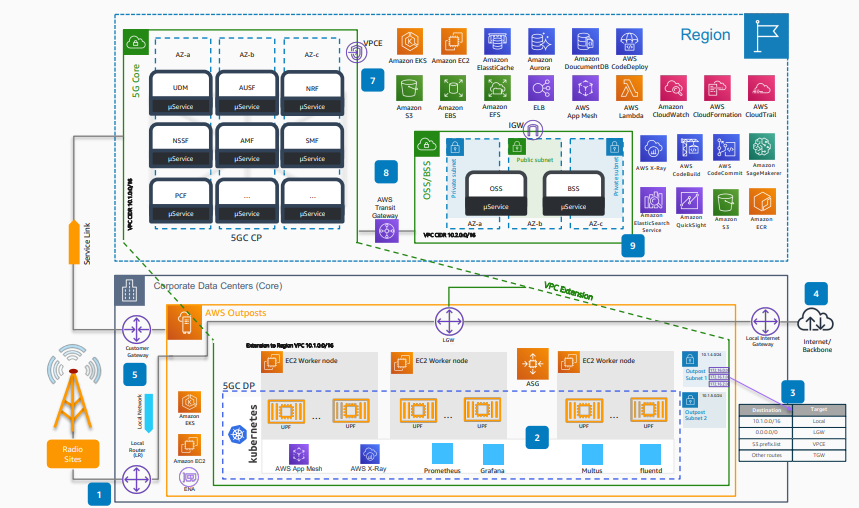 Region
5G Core
AZ-a
AZ-b
AZ-c
UDM
µService
AUSF
µService
NRF
µService
NSSF
µService
AMF
µService
SMF
µService
PCF
µService
...
µService
...
µService
5GC CP
VPC CIDR 10.1.0.0/16
VPCE
7
Amazon EKS
Amazon EC2
Amazon
ElasstiCache
Amazon
Aurora
Amazon
DoucumentDB
AWS
CodeDeploy
Amazon
S3
Amazon
EBS
Amazon
EFS
ELB
AWS
App Mesh
AWS
Lambda
Amazon
CloudWatch
AWS
CloudFormation
AWS
CloudTrail
AWS X-Ray
AWS
CodeBuild
AWS
CodeCommit
Amazon
SageMakerer
Amazon
ElasticSearch
Service
Amazon
QuickSight
Amazon
S3
Amazon
ECR
IGW
OSS/BSS
Private subnet
Public subnet
Private subnet
OSS
µService
BSS
µService
AZ-a
AZ-b
AZ-c
VPC CIDR 10.2.0.0/16
8
AWS
Transit
Gateway
9
Service Link
Corporate Data Centers (Core)
AWS Outposts
VPC Extension
LGW
Customer
Gateway
5
Local Network
Local
Router
(LR)
1
Radio
Sites
Amazon
EKS
Amazon EC2
ENA
Extension to Region VPC 10.1.0.0/16
EC2 Worker node
EC2 Worker node
ASG
EC2 Worker node
5GC DP
kubernetes
UPF
...
UPF
UPF
...
UPF
2
UPF
...
UPF
AWS App Mesh
AWS X-Ray
Prometheus
Grafana
Multus
fluentd
Outpost
Subnet 1
Outpost
Subnet 2
Local Internet
Gateway
4
Internet/
Backbone
3
Destination
Target
10.1.0.0/16
Local
0.0.0.0/0
LGW
S3.prefix.list
VPCE
Other routes
TGW